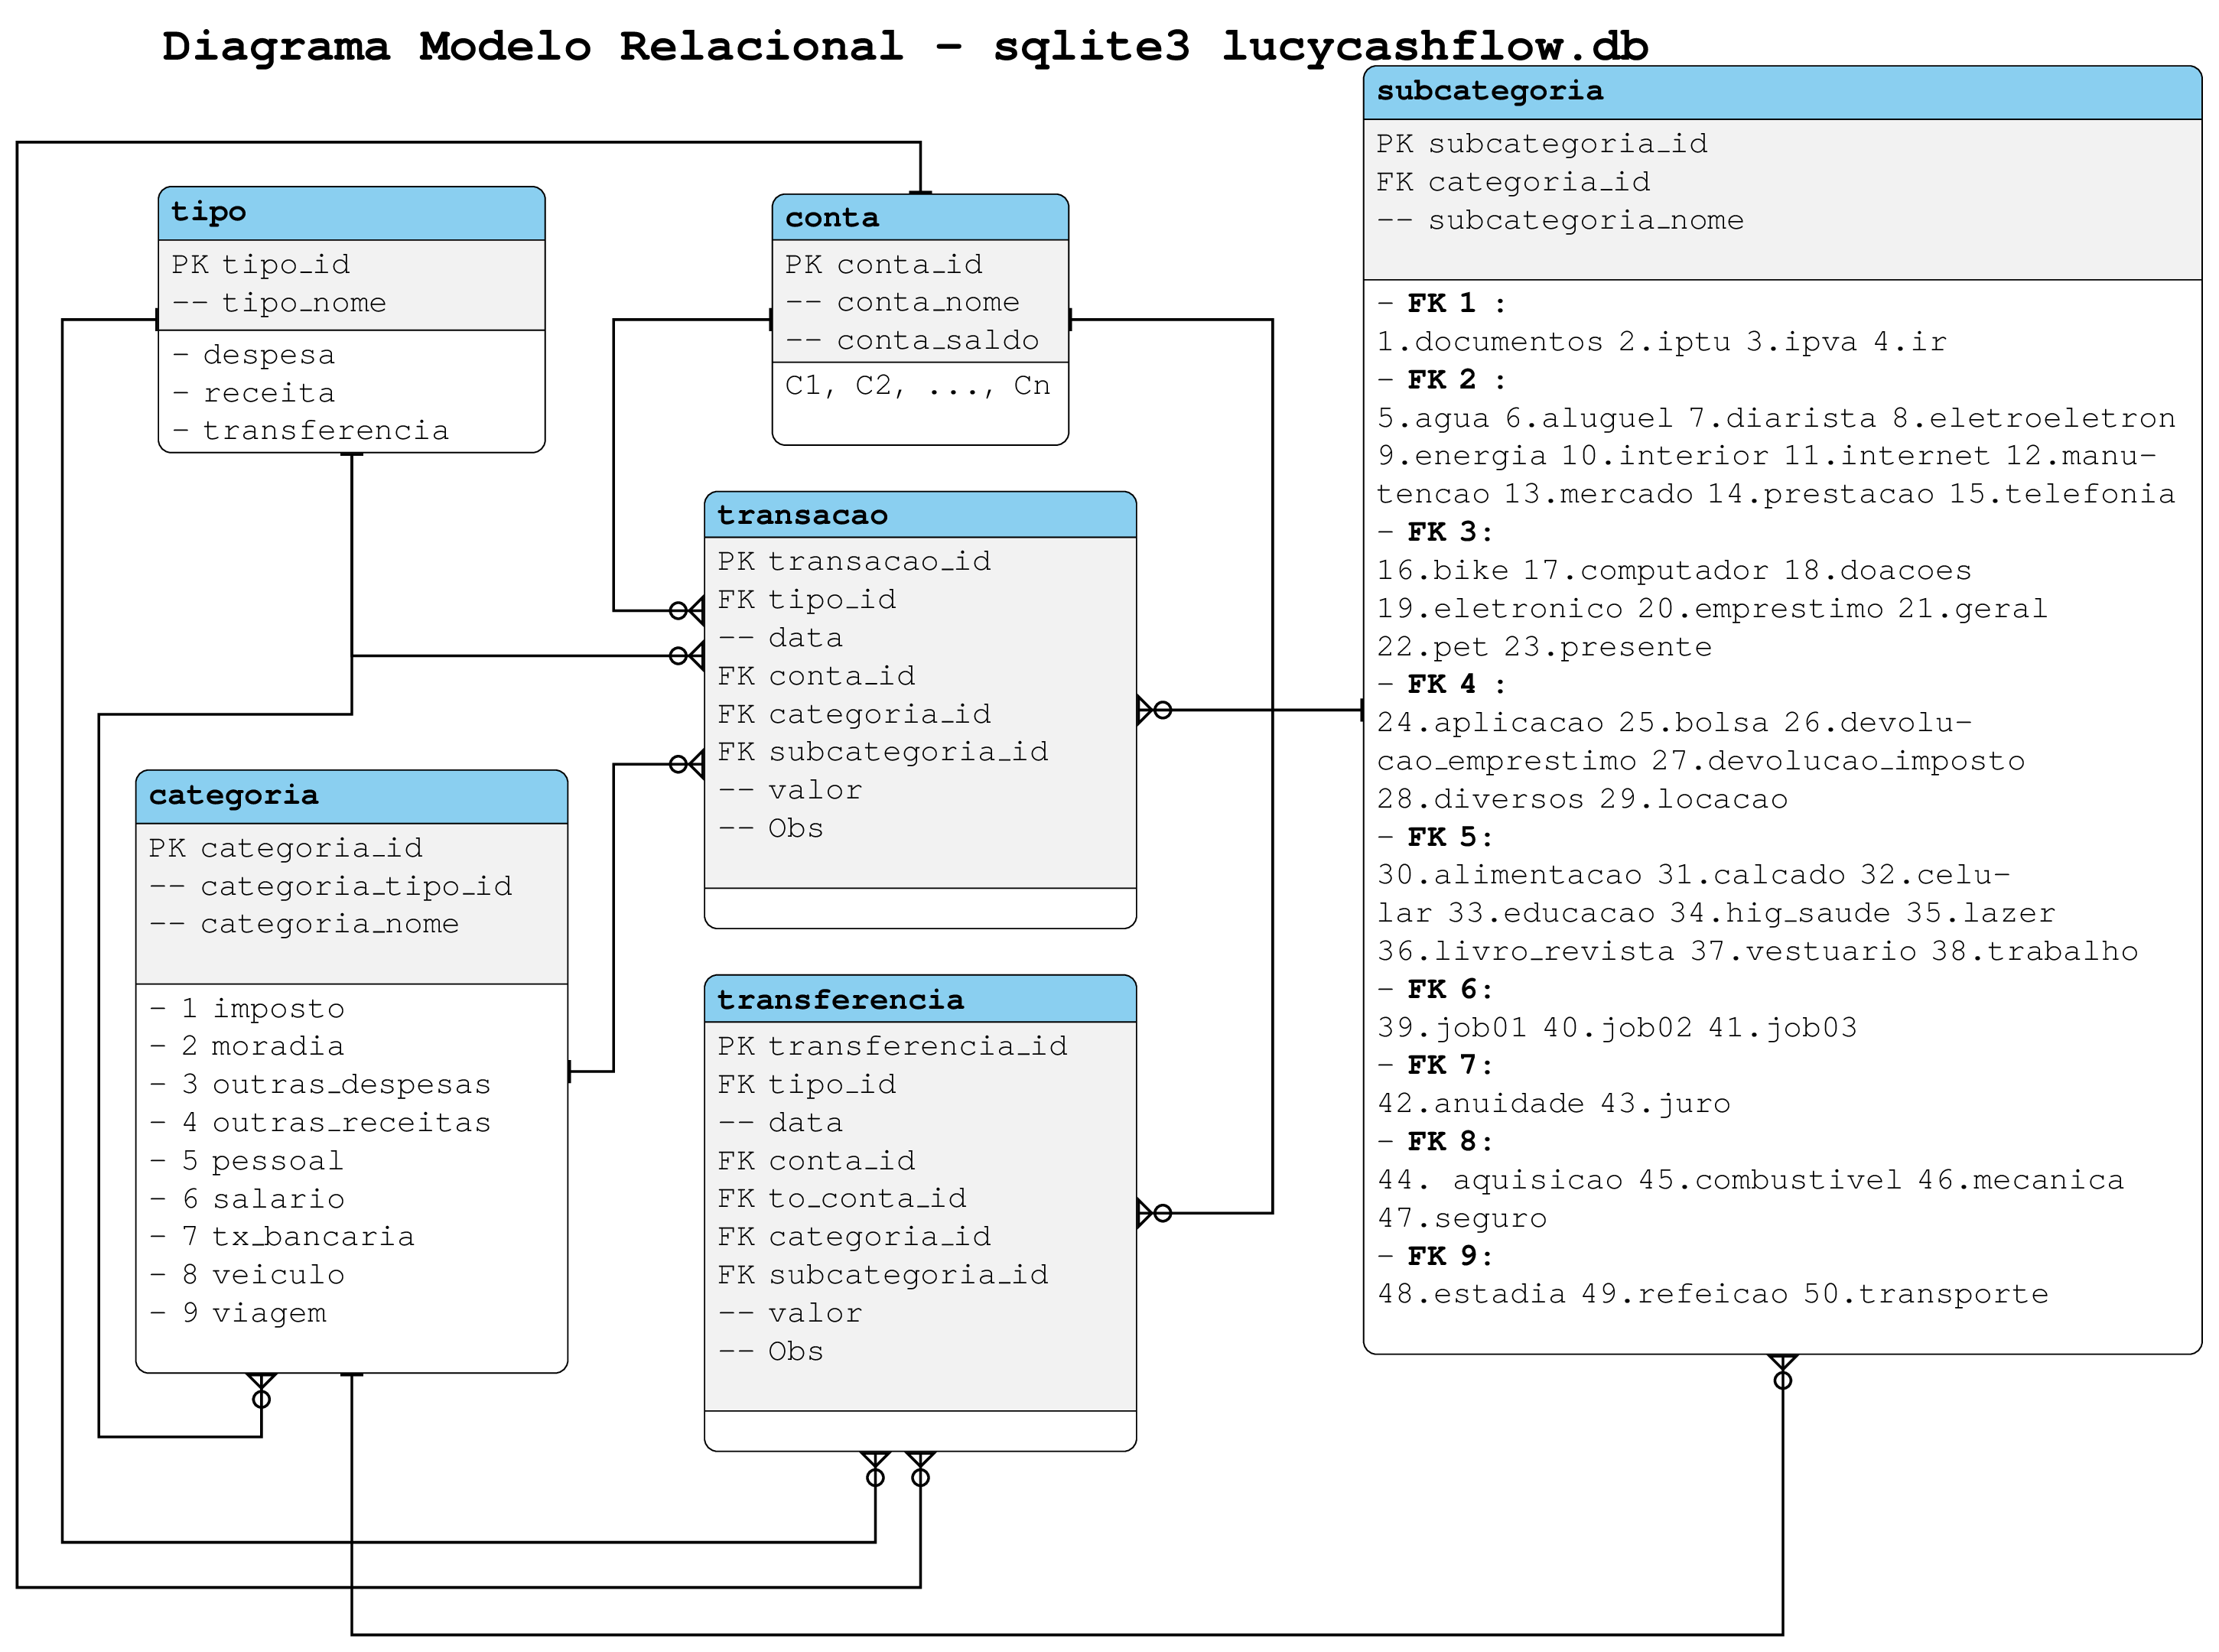 Diagrama Modelo Relacional - sqlite3 lucycashflow.db
tipo
PK tipo_id
-- tipo_nome
- despesa
- receita
- transferencia
conta
PK conta_id
-- conta_nome
-- conta_saldo
C1, C2, ..., Cn
transacao
PK transacao_id
FK tipo_id
-- data
FK conta_id
FK categoria_id
FK subcategoria_id
-- valor
-- Obs
categoria
PK categoria_id
-- categoria_tipo_id
-- categoria_nome
- 1 imposto
- 2 moradia
- 3 outras_despesas
- 4 outras_receitas
- 5 pessoal
- 6 salario
- 7 tx_bancaria
- 8 veiculo
- 9 viagem
transferencia
PK transferencia_id
FK tipo_id
-- data
FK conta_id
FK to_conta_id
FK categoria_id
FK subcategoria_id
-- valor
-- Obs
subcategoria
PK subcategoria_id
FK categoria_id
-- subcategoria_nome
- FK 1 :
1.documentos 2.iptu 3.ipva 4.ir
- FK 2 :
5.agua 6.aluguel 7.diarista 8.eletroeletron
9.energia 10.interior 11.internet 12.manu-
tencao 13.mercado 14.prestacao 15.telefonia
- FK 3:
16.bike 17.computador 18.doacoes
19.eletronico 20.emprestimo 21.geral
22.pet 23.presente
- FK 4 :
24.aplicacao 25.bolsa 26.devolu-
cao_emprestimo 27.devolucao_imposto
28.diversos 29.locacao
- FK 5:
30.alimentacao 31.calcado 32.celu-
lar 33.educacao 34.hig_saude 35.lazer
36.livro_revista 37.vestuario 38.trabalho
- FK 6:
39.job01 40.job02 41.job03
- FK 7:
42.anuidade 43.juro
- FK 8:
44. aquisicao 45.combustivel 46.mecanica
47.seguro
- FK 9:
48.estadia 49.refeicao 50.transporte